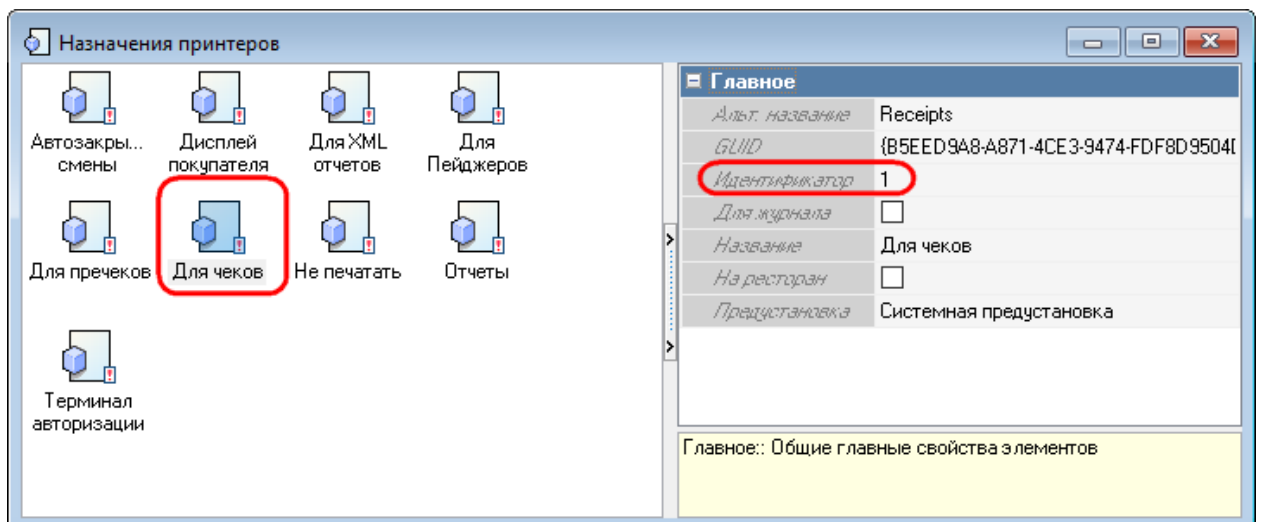 Назначения принтеров
Автозакры...
смены
Дисплей
покупателя
Для XML
отчетов
Для
Пейджеров
Для пречеков
Для чеков
Не печатать
Отчеты
Терминал
авторизации
Главное
Альт. название Receipts
GUID {B5EED9A8-A871-4CE3-9474-FDF8D9504D
Идентификатор 1
Для журнала
Название Для чеков
На ресторан
Предустановка Системная предустановка
Главное:: Общие главные свойства элементов